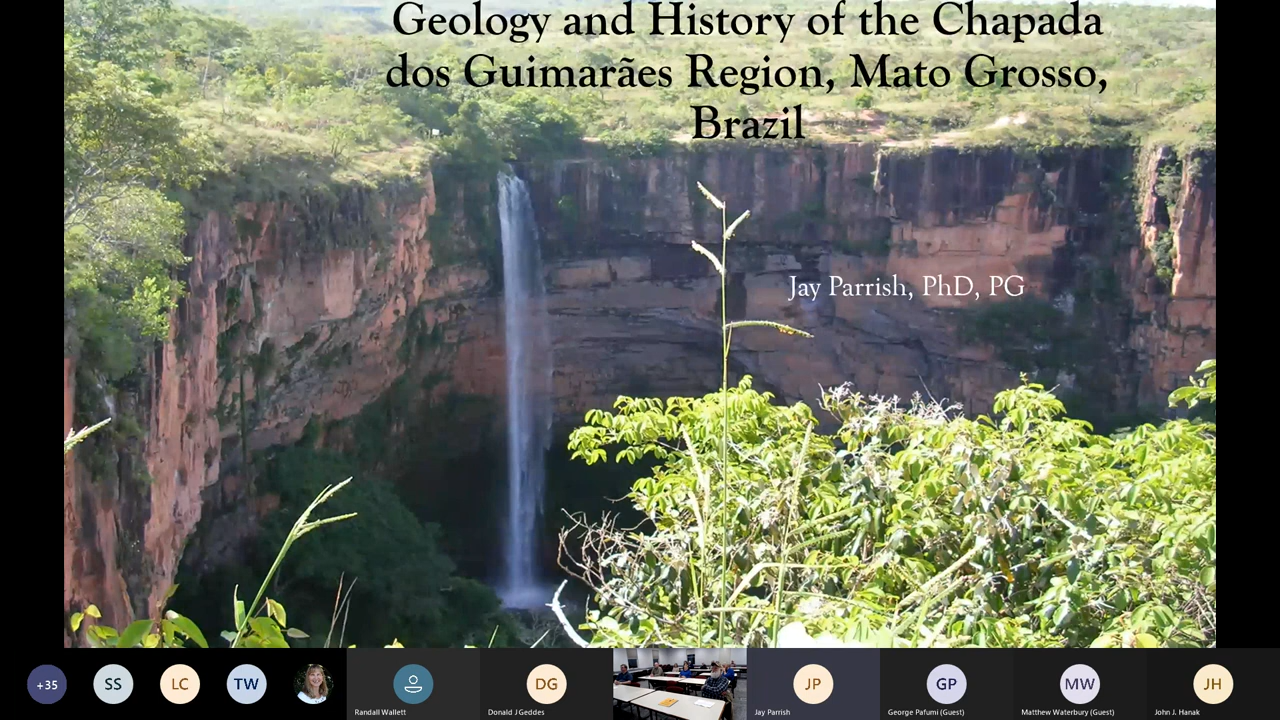 Geology and History of the Chapada
dos Guimarães Region, Mato Grosso,
Brazil
Jay Parrish, PhD, PG
+35
SS
LC
TW
Randall Wallett
DG
Donald J Geddes
JP
Jay Parrish
GP
George Pafumi (Guest)
MW
Matthew Waterbury (Guest)
JH
John J. Hanak